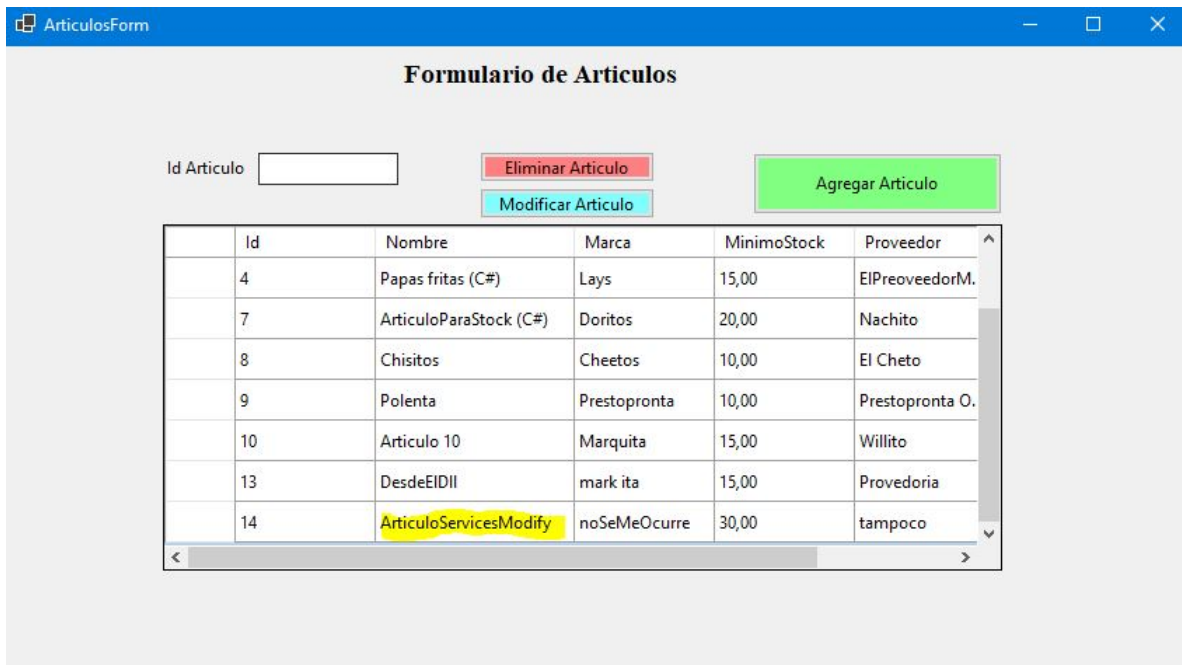 ArticulosForm
Formulario de Articulos
Id Articulo
Eliminar Articulo
Modificar Articulo
Agregar Articulo
Id Nombre Marca MinimoStock Proveedor
4 Papas fritas (C#) Lays 15,00 ElPreoveedorM.
7 ArticuloParaStock (C#) Doritos 20,00 Nachito
8 Chisitos Cheetos 10,00 El Cheto
9 Polenta Prestopronta 10,00 Prestopronta O.
10 Articulo 10 Marquita 15,00 Willito
13 DesdeElDll mark ita 15,00 Provedoria
14 ArticuloServicesModify noSeMeOcurre 30,00 tampoco